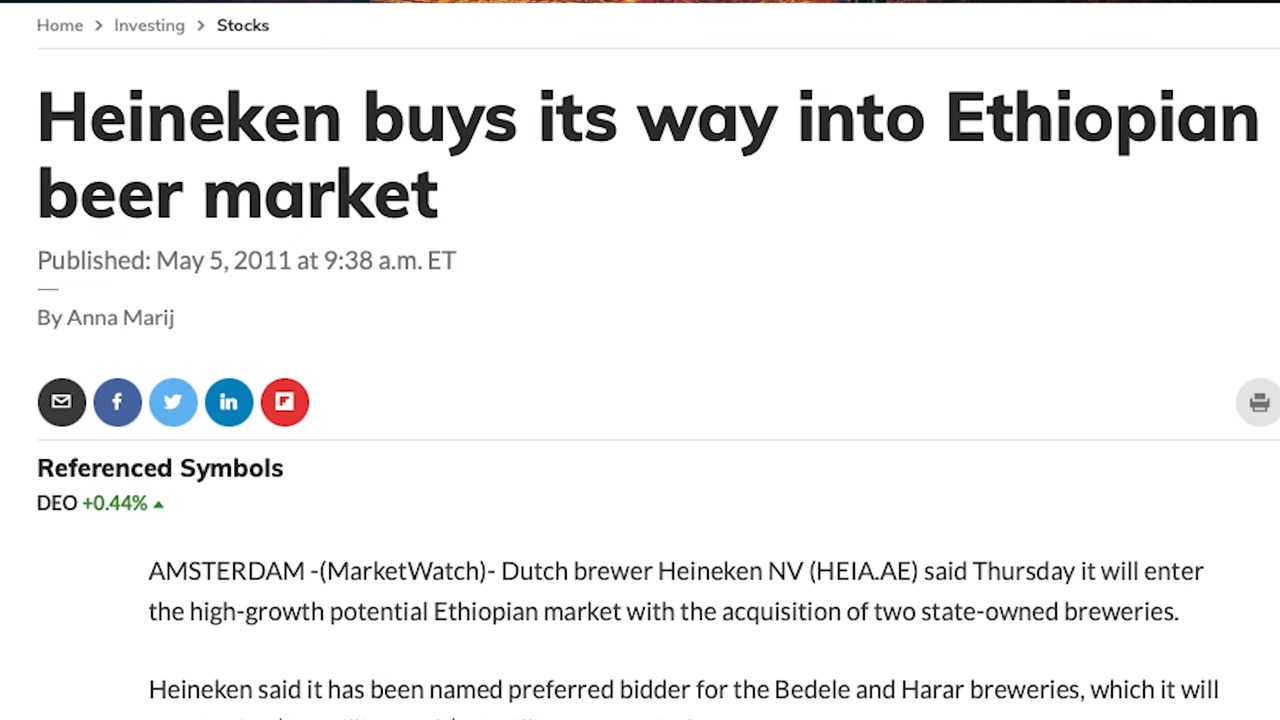 Home > Investing > Stocks
Heineken buys its way into Ethiopian
beer market
Published: May 5, 2011 at 9:38 a.m. ET
By Anna Marij
Referenced Symbols
DEO +0.44%
AMSTERDAM -(MarketWatch)- Dutch brewer Heineken NV (HEIA.AE) said Thursday it will enter
the high-growth potential Ethiopian market with the acquisition of two state-owned breweries.
Heineken said it has been named preferred bidder for the Bedele and Harar breweries, which it will